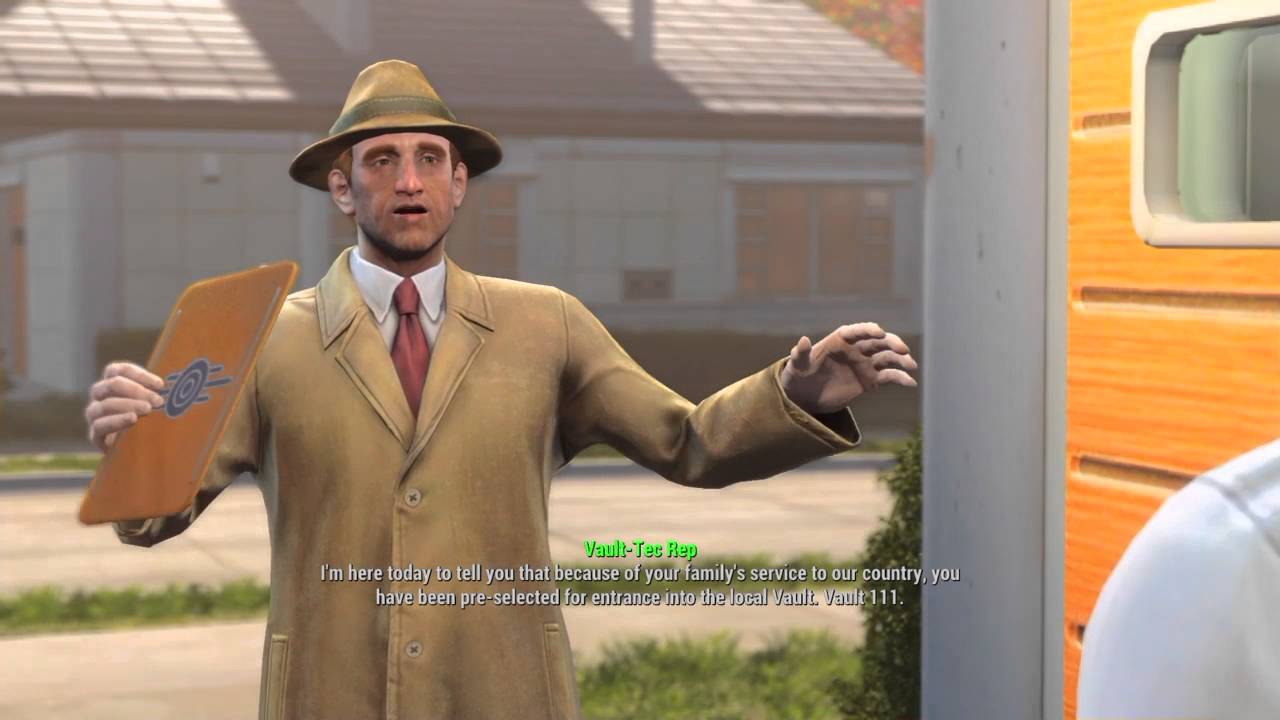 Vault-Tec Rep
I'm here today to tell you that because of your family's service to our country, you
have been pre-selected for entrance into the local Vault. Vault 111.